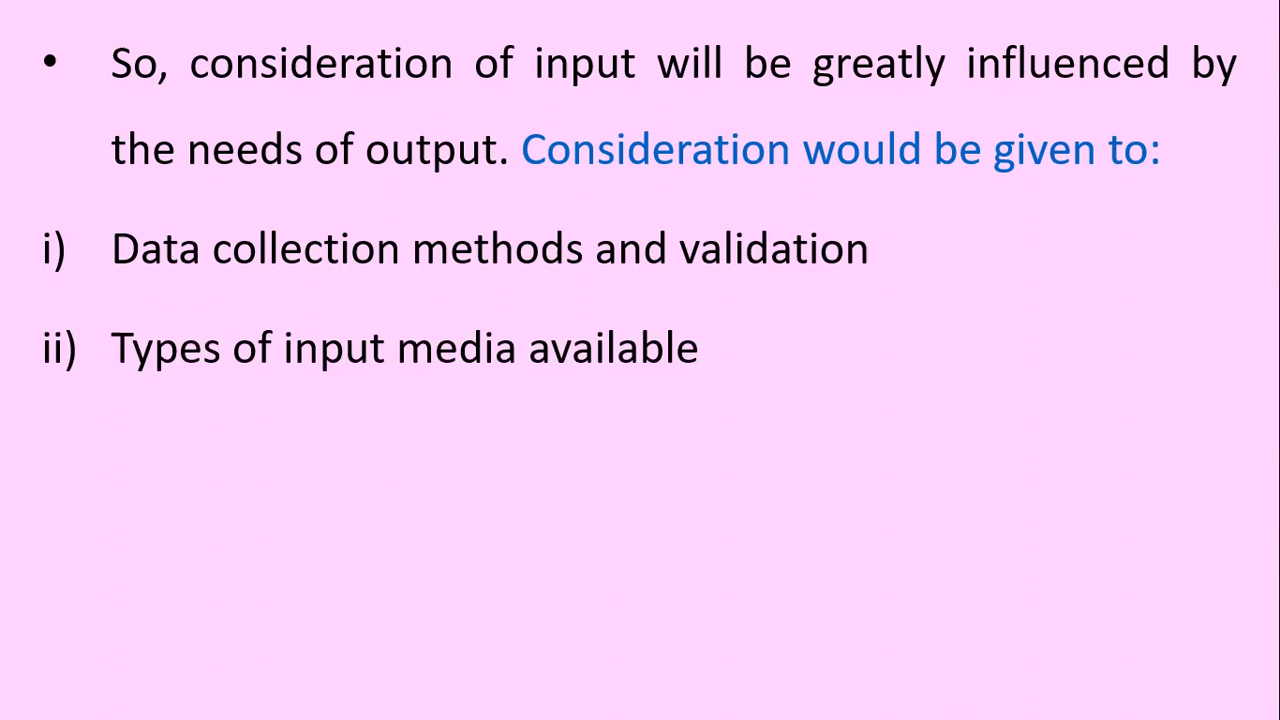 • So, consideration of input will be greatly influenced by
the needs of output. Consideration would be given to:
i) Data collection methods and validation
ii) Types of input media available